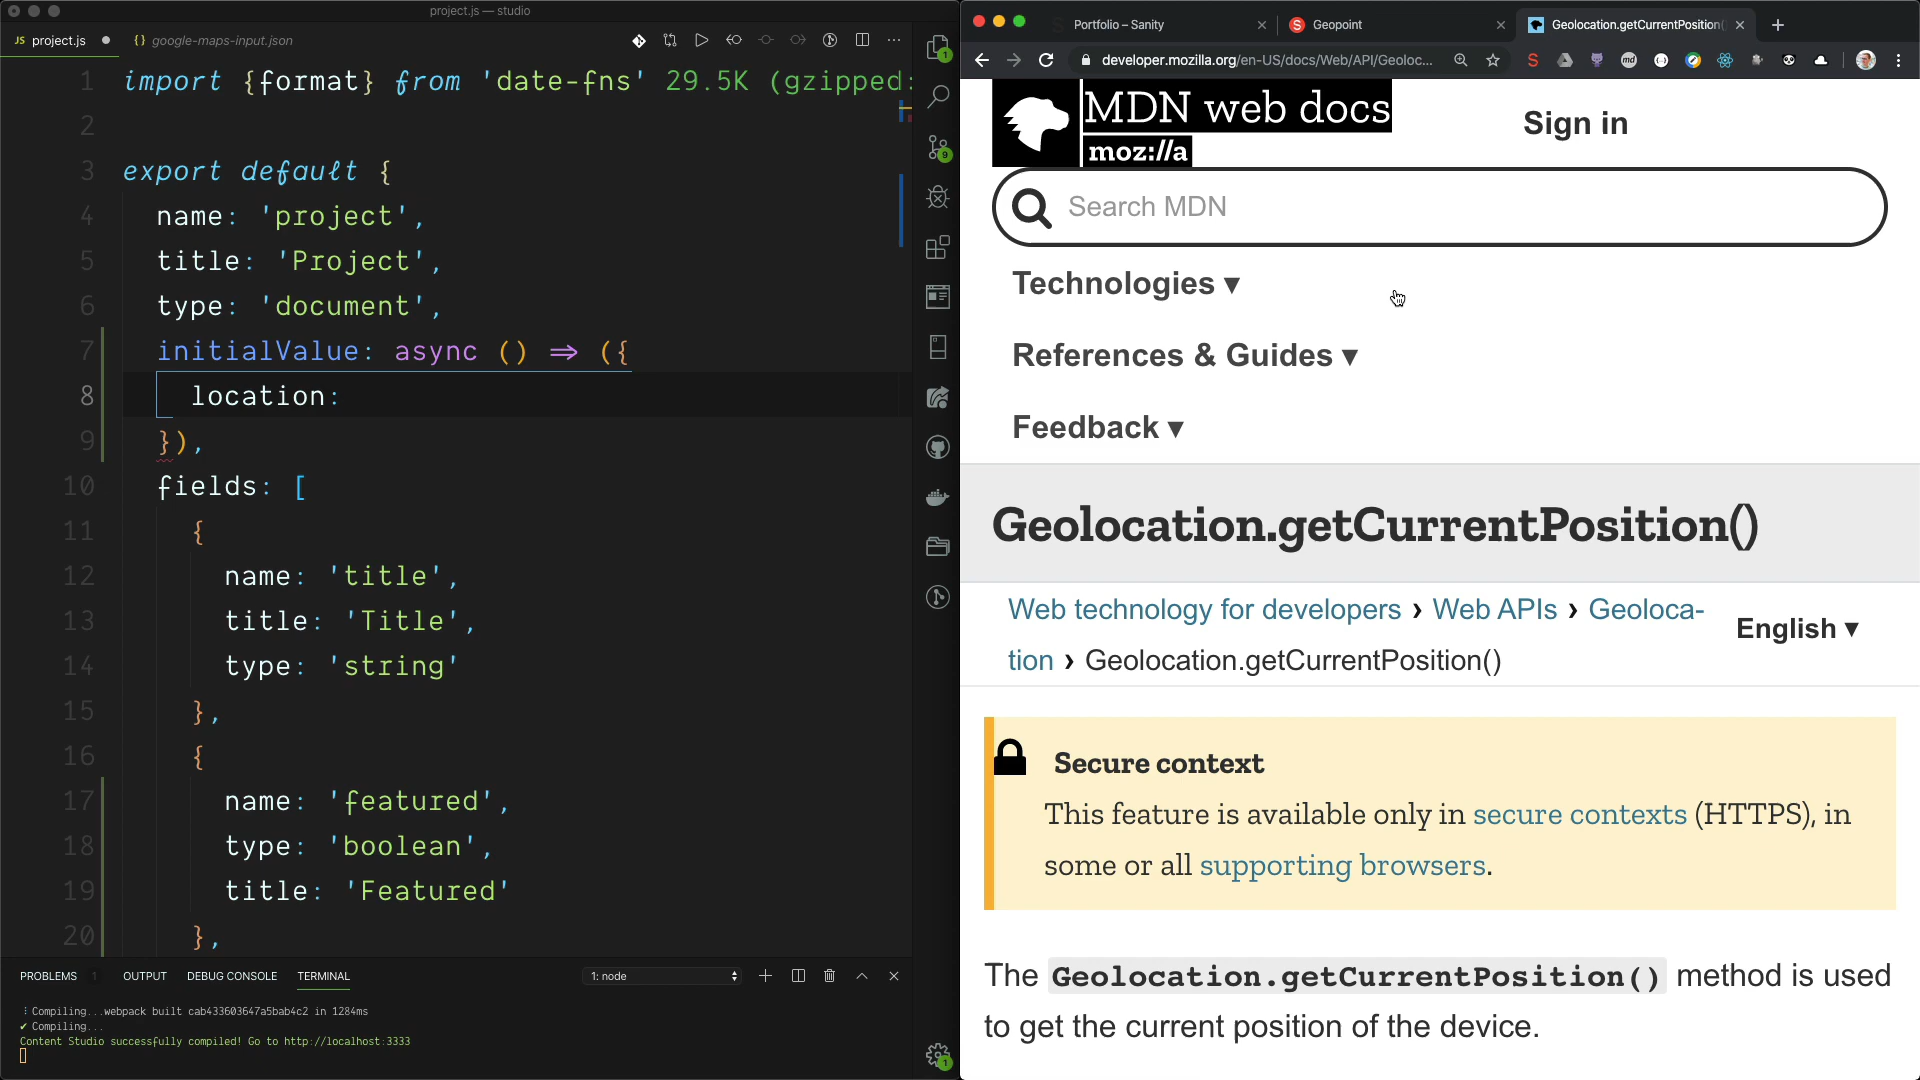 project.js — studio
JS project.js
{} google-maps-input.json
1 import {format} from 'date-fns' 29.5K (gzipped:
2
3 export default {
4 name: 'project',
5 title: 'Project',
6 type: 'document',
7 initialValue: async () => ({
8 location:
9 }),
10 fields: [
11 {
12 name: 'title',
13 title: 'Title',
14 type: 'string'
15 },
16 {
17 name: 'featured',
18 type: 'boolean',
19 title: 'Featured'
20 },
1
9
1
PROBLEMS 1 OUTPUT DEBUG CONSOLE TERMINAL
1: node
Compiling...webpack built cab433603647a5bab4c2 in 1284ms
✔ Compiling...
Content Studio successfully compiled! Go to http://localhost:3333
Portfolio – Sanity
S Geopoint
Geolocation.getCurrentPosition(
developer.mozilla.org/en-US/docs/Web/API/Geoloc...
MDN web docs
moz://a
Sign in
Search MDN
Technologies ▾
References & Guides ▾
Feedback ▾
Geolocation.getCurrentPosition()
Web technology for developers › Web APIs › Geoloca-
tion › Geolocation.getCurrentPosition()
English ▾
Secure context
This feature is available only in secure contexts (HTTPS), in
some or all supporting browsers.
The Geolocation.getCurrentPosition() method is used
to get the current position of the device.